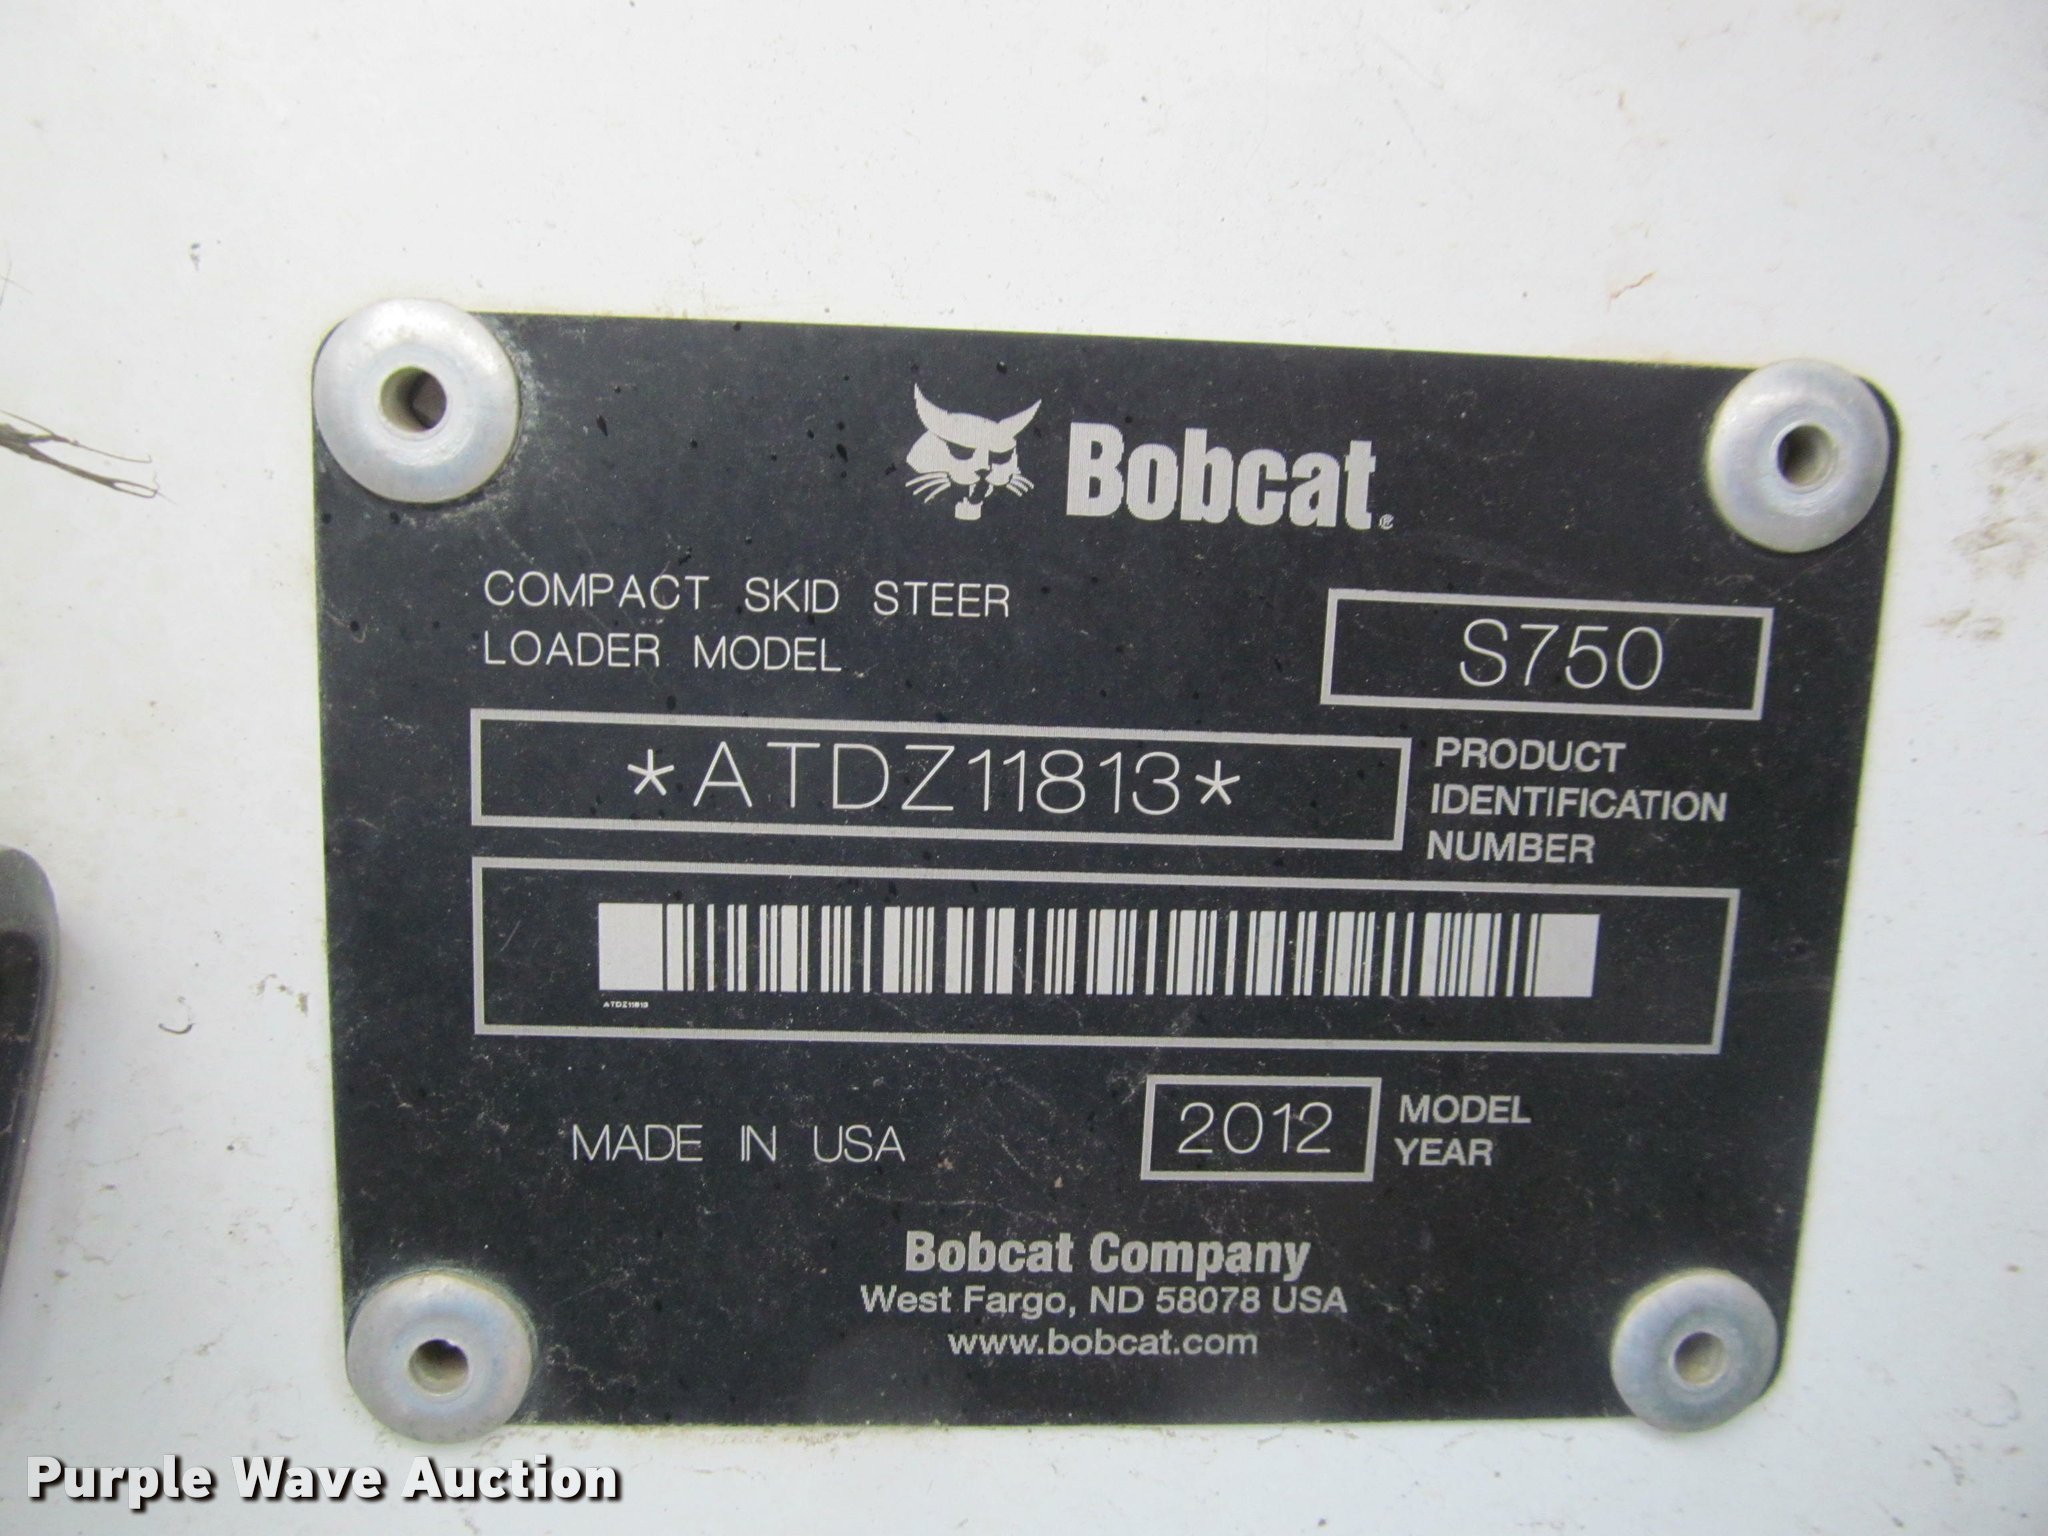 Bobcat®
COMPACT SKID STEER
LOADER MODEL
S750
*ATDZ11813*
PRODUCT
IDENTIFICATION
NUMBER
ATDZ11813
MADE IN USA
2012
MODEL
YEAR
Bobcat Company
West Fargo, ND 58078 USA
www.bobcat.com
Purple Wave Auction